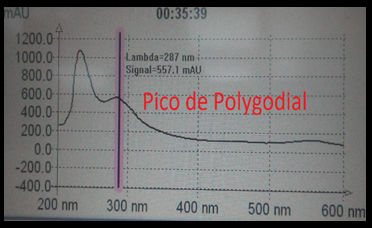 mAU 00:35:39
1200.0
1000.0
800.0
600.0
400.0
200.0
0.0
-200.0
-400.0
Lambda=287 nm
Signal=557.1 mAU
Pico de Polygodial
200 nm 300 nm 400 nm 500 nm 600 nm